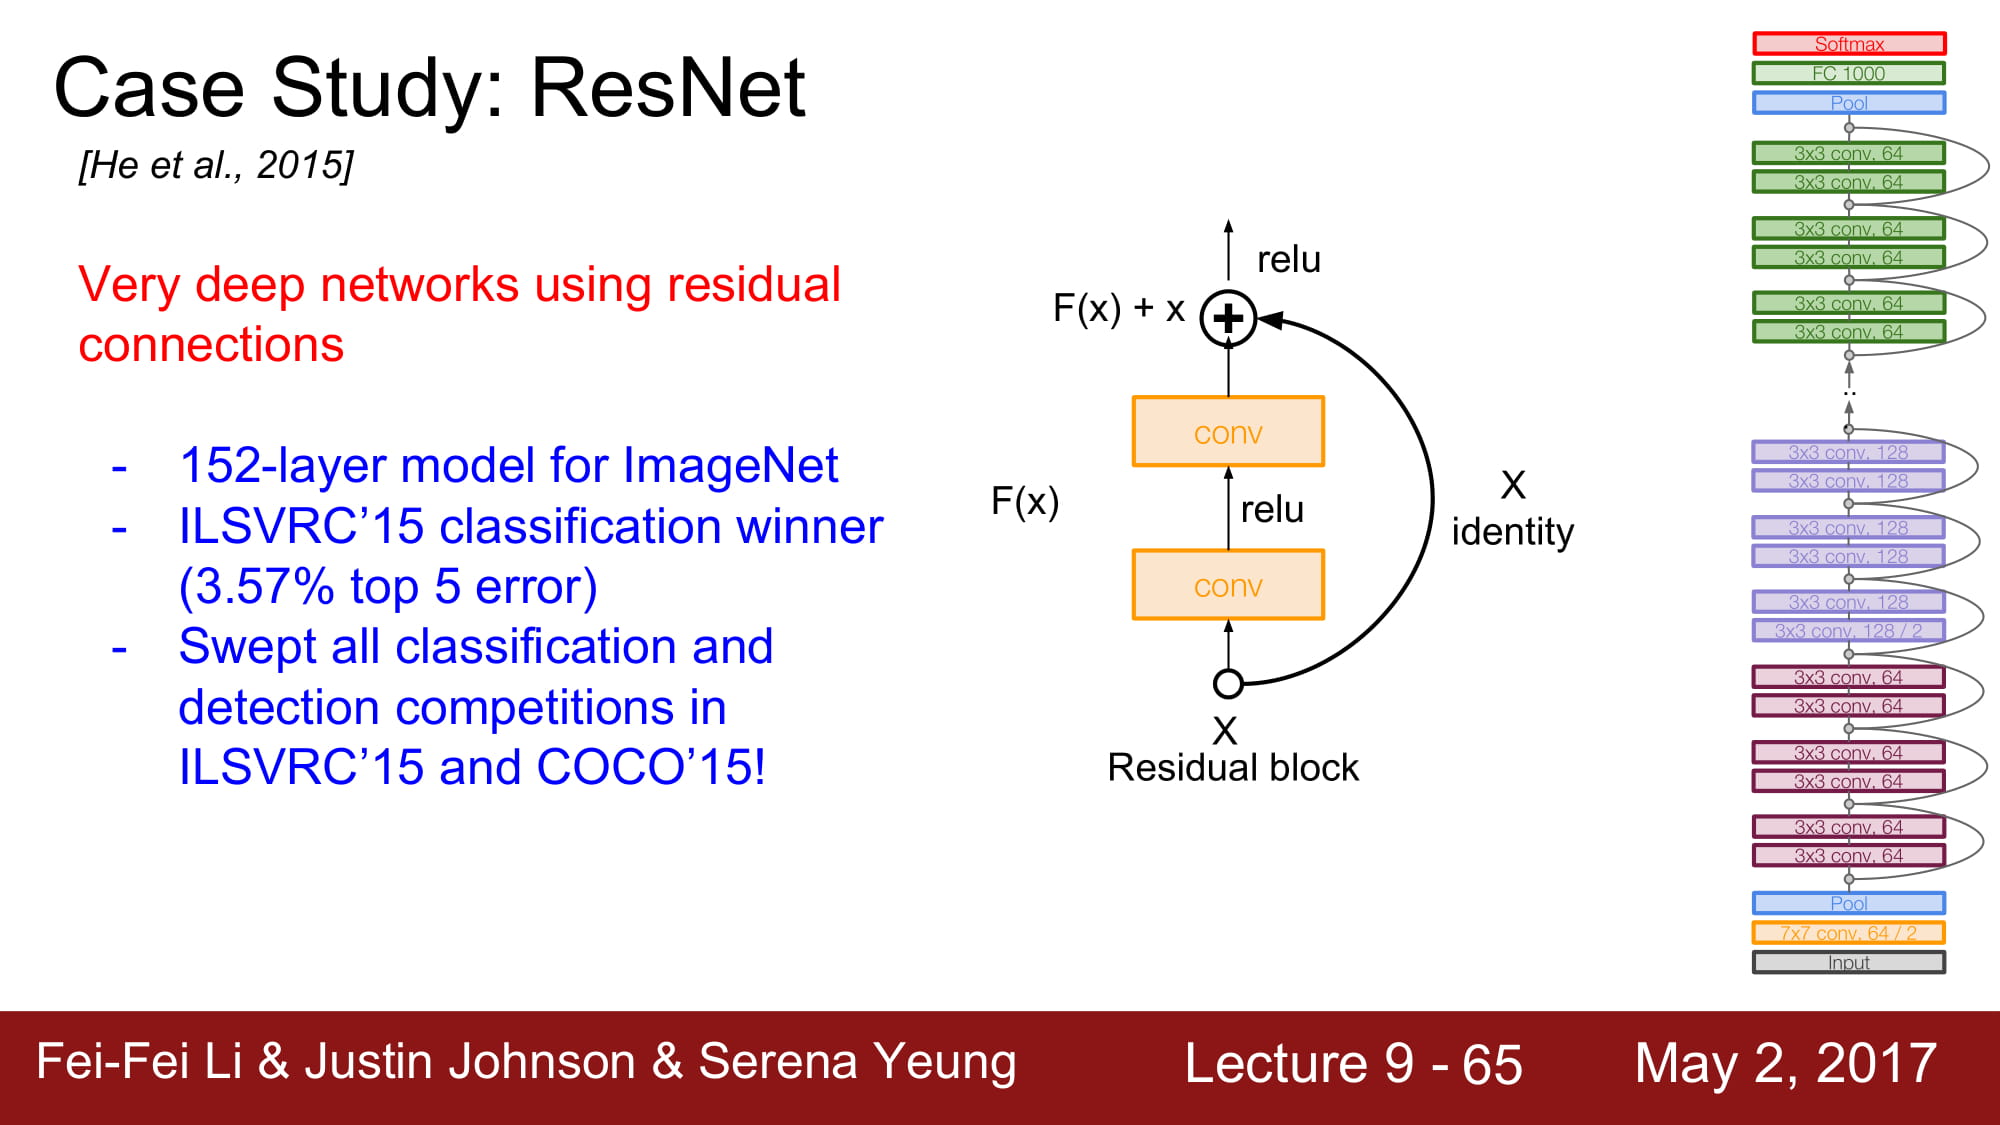 Case Study: ResNet
[He et al., 2015]
Very deep networks using residual
connections
- 152-layer model for ImageNet
- ILSVRC’15 classification winner
(3.57% top 5 error)
- Swept all classification and
detection competitions in
ILSVRC’15 and COCO’15!
relu
F(x) + x
conv
F(x)
relu
X
identity
conv
X
Residual block
Softmax
FC 1000
Pool
3x3 conv, 64
3x3 conv, 64
3x3 conv, 64
3x3 conv, 64
3x3 conv, 64
3x3 conv, 64
..
3x3 conv, 128
3x3 conv, 128
3x3 conv, 128
3x3 conv, 128
3x3 conv, 128
3x3 conv, 128 / 2
3x3 conv, 64
3x3 conv, 64
3x3 conv, 64
3x3 conv, 64
3x3 conv, 64
3x3 conv, 64
Pool
7x7 conv, 64 / 2
Input
Fei-Fei Li & Justin Johnson & Serena Yeung
Lecture 9 - 65
May 2, 2017